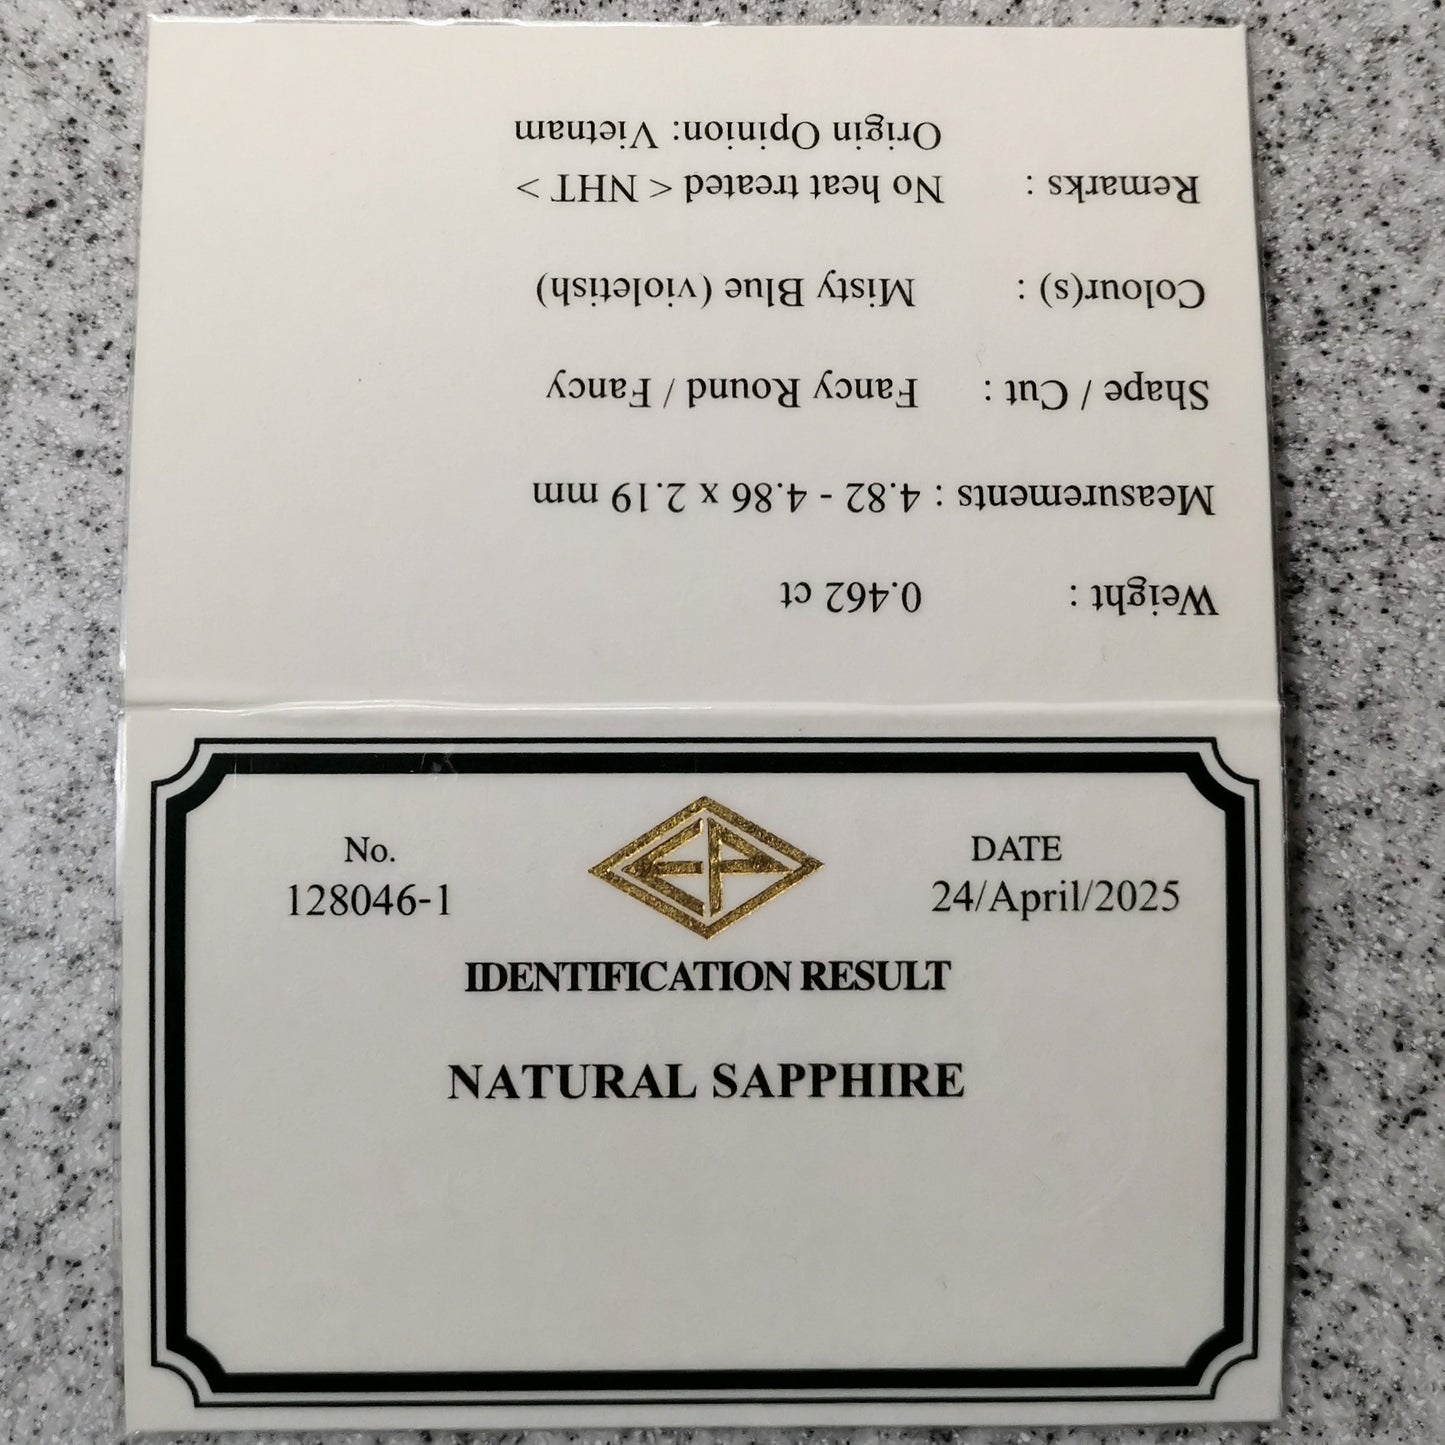 No.
128046-1
EP
DATE
24/April/2025
IDENTIFICATION RESULT
NATURAL SAPPHIRE
Weight : 0.462 ct
Measurements : 4.82 - 4.86 x 2.19 mm
Shape / Cut : Fancy Round / Fancy
Colour(s) : Misty Blue (violetish)
Remarks : No heat treated < NHT >
Origin Opinion: Vietnam